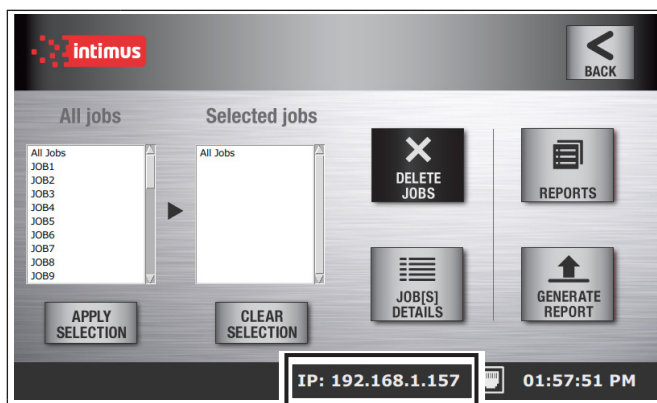 intimus
BACK
All jobs
Selected jobs
All Jobs
JOB1
JOB2
JOB3
JOB4
JOB5
JOB6
JOB7
JOB8
JOB9
All Jobs
DELETE
JOBS
REPORTS
JOB[S]
DETAILS
GENERATE
REPORT
APPLY
SELECTION
CLEAR
SELECTION
IP: 192.168.1.157
01:57:51 PM